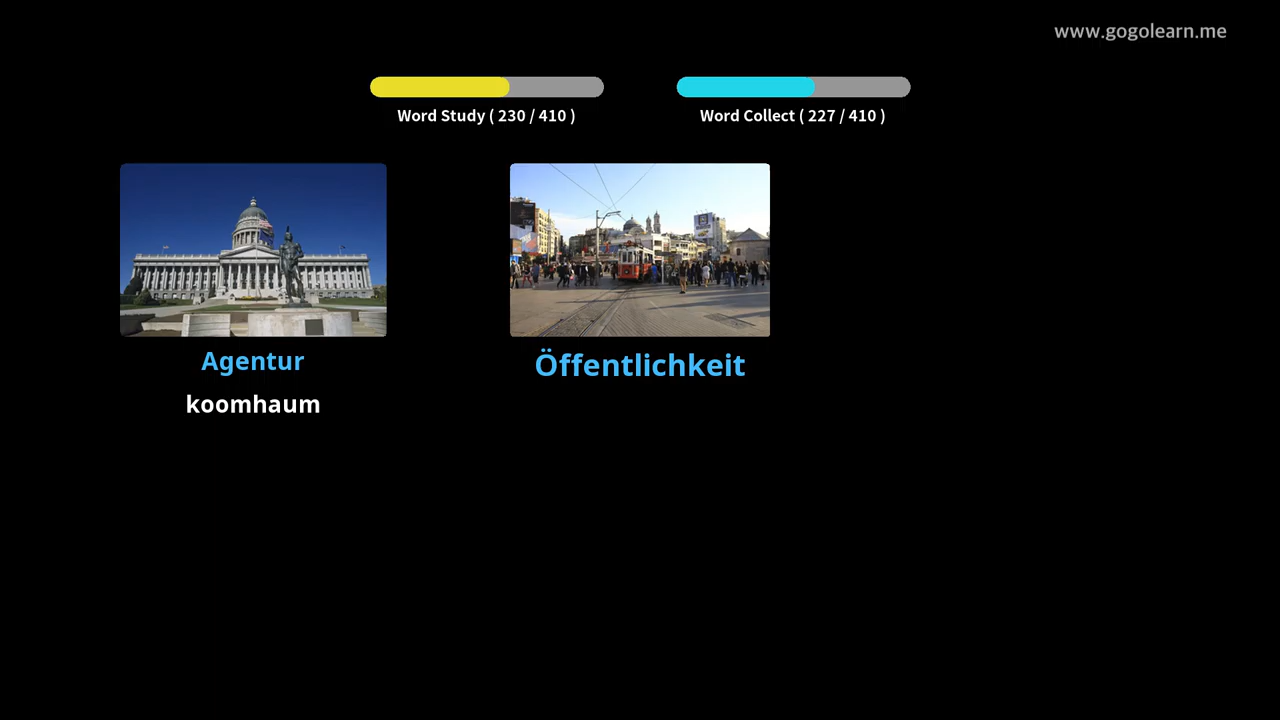 www.gogolearn.me
Word Study ( 230 / 410 )
Word Collect ( 227 / 410 )
Agentur
koomhaum
Öffentlichkeit